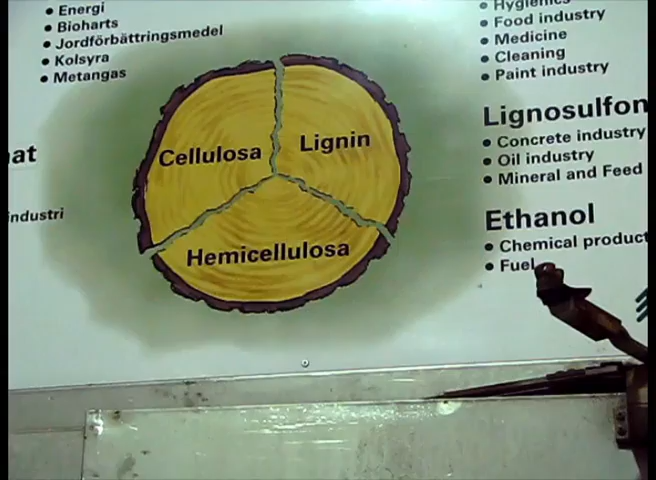 • Energi
• Bioharts
• Jordförbättringsmedel
• Kolsyra
• Metangas
at
industri
Cellulosa
Lignin
Hemicellulosa
• Hygienics
• Food industry
• Medicine
• Cleaning
• Paint industry
Lignosulfon
• Concrete industry
• Oil industry
• Mineral and Feed
Ethanol
• Chemical product
• Fuel